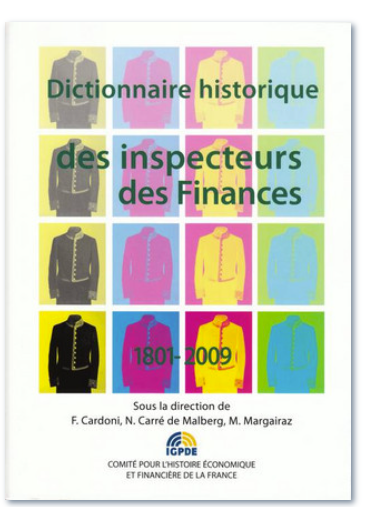 Dictionnaire historique
des inspecteurs
des Finances
1801-2009
Sous la direction de
F. Cardoni, N. Carré de Malberg, M. Margairaz
IGPDE
COMITÉ POUR L'HISTOIRE ÉCONOMIQUE
ET FINANCIÈRE DE LA FRANCE